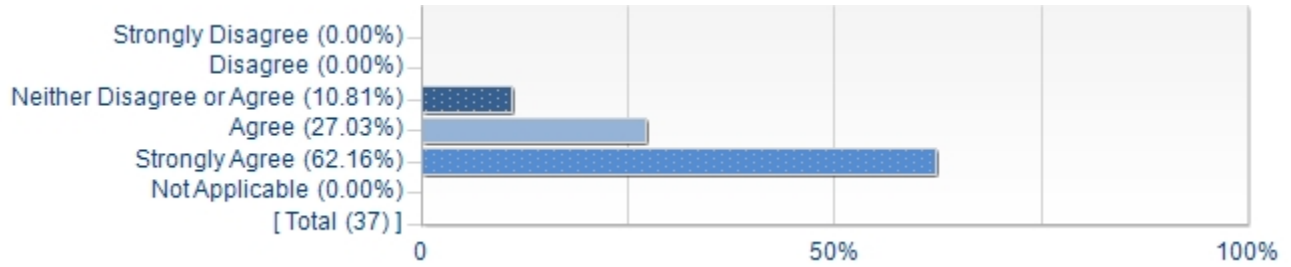 Strongly Disagree (0.00%)
Disagree (0.00%)
Neither Disagree or Agree (10.81%)
Agree (27.03%)
Strongly Agree (62.16%)
Not Applicable (0.00%)
[ Total (37) ]
0 50% 100%